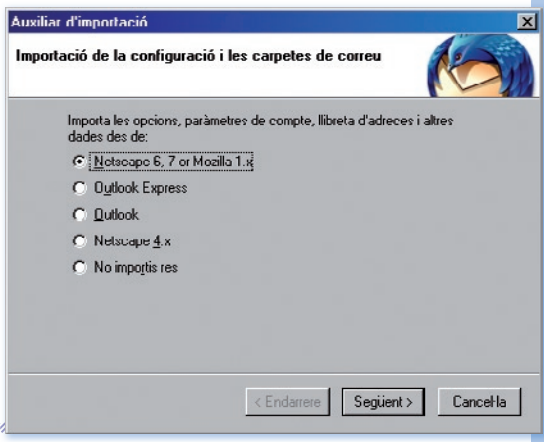 Auxiliar d'importació
Importació de la configuració i les carpetes de correu
Importa les opcions, paràmetres de compte, llibreta d'adreces i altres
dades des de:
Netscape 6, 7 or Mozilla 1.x
Outlook Express
Outlook
Netscape 4.x
No importis res
< Endarrere
Següent >
Cancel·la